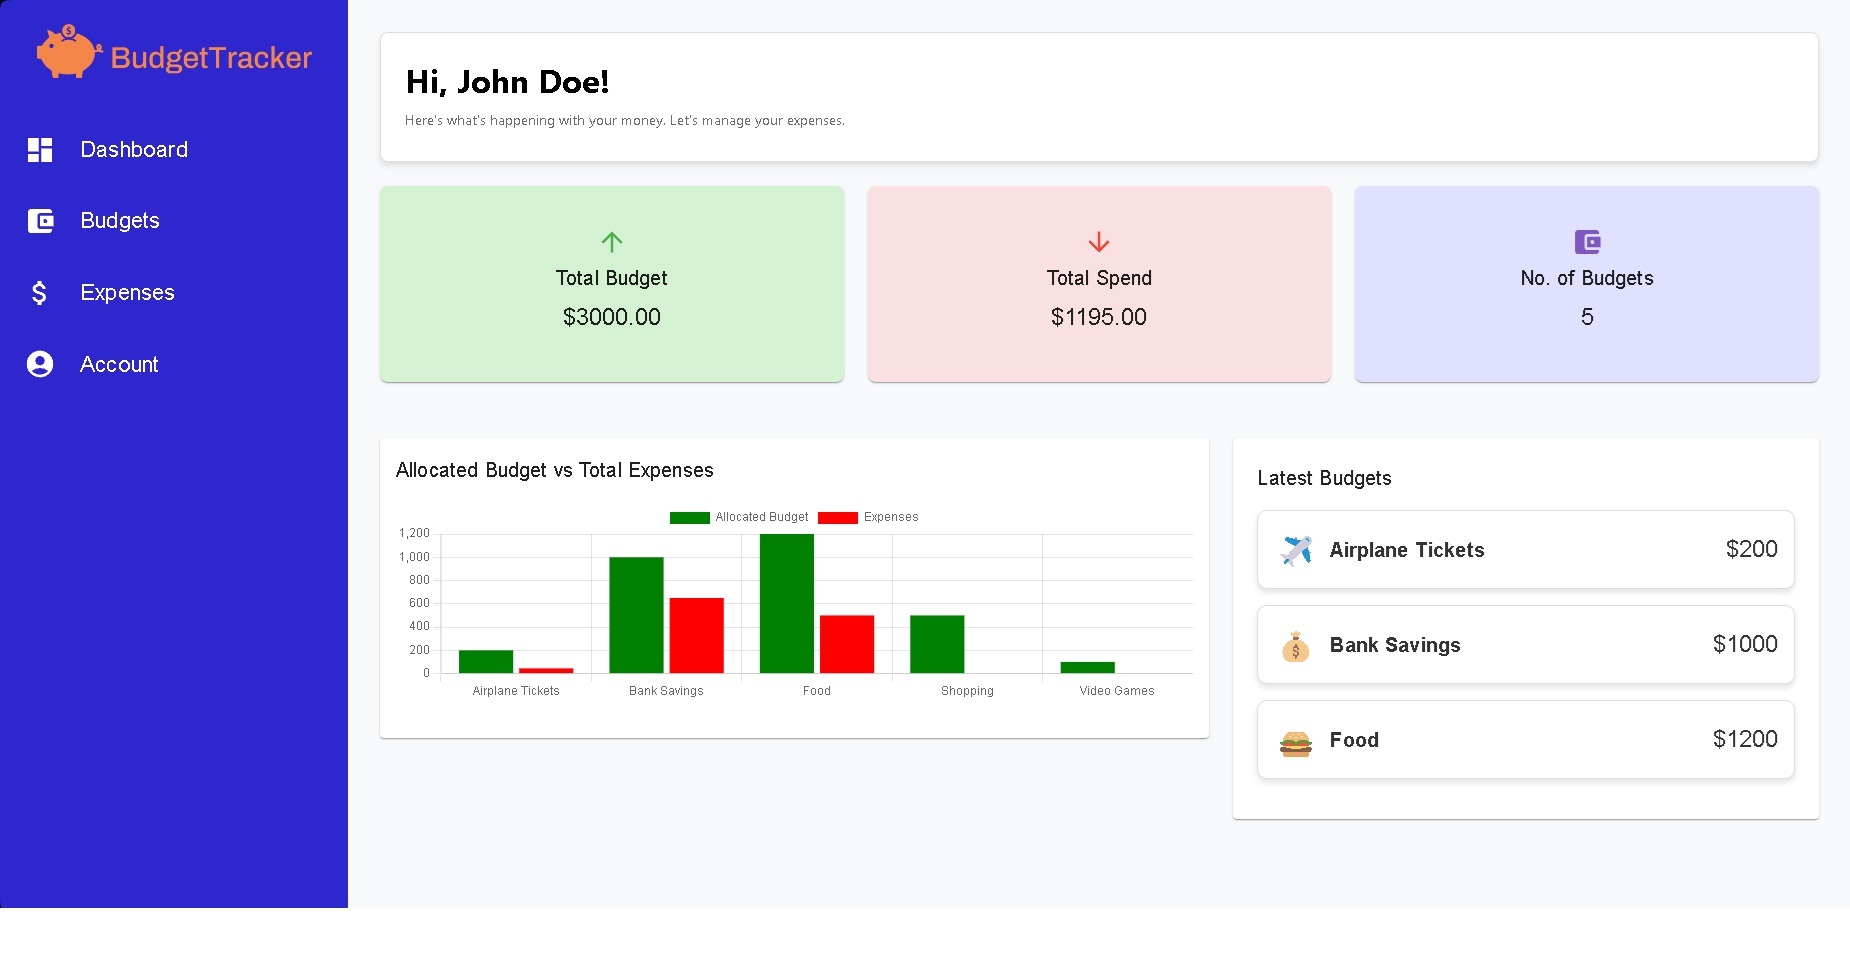 BudgetTracker
Dashboard
Budgets
Expenses
Account
Hi, John Doe!
Here's what's happening with your money. Let's manage your expenses.
Total Budget
$3000.00
Total Spend
$1195.00
No. of Budgets
5
Allocated Budget vs Total Expenses
Allocated Budget Expenses
1,200
1,000
800
600
400
200
0
Airplane Tickets Bank Savings Food Shopping Video Games
Latest Budgets
Airplane Tickets $200
Bank Savings $1000
Food $1200